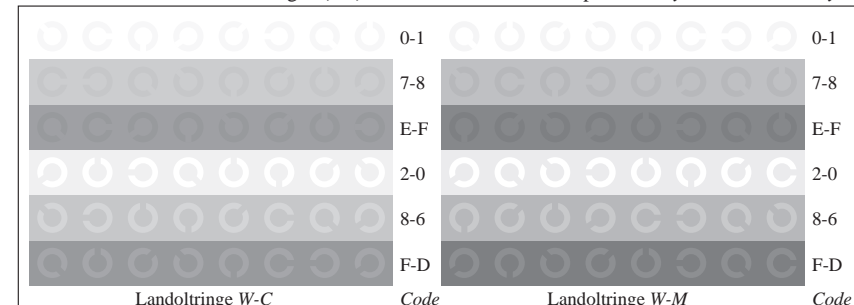 0-1 0-1
7-8 7-8
E-F E-F
2-0 2-0
8-6 8-6
F-D F-D
Landoltringe W-C Code Landoltringe W-M Code